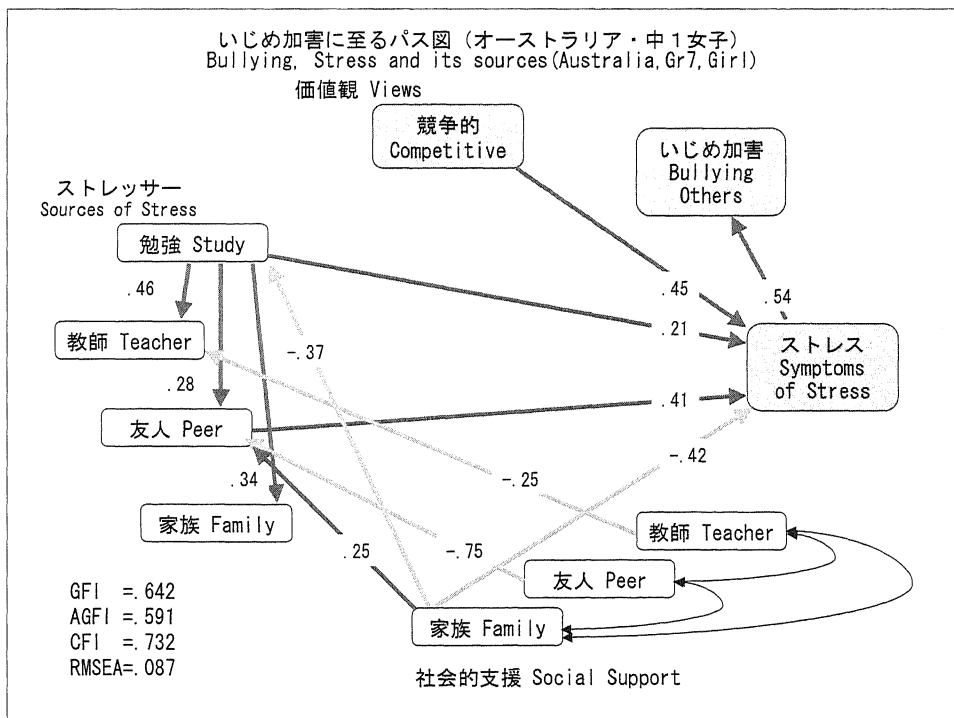 いじめ加害に至るパス図（オーストラリア・中１女子）
Bullying, Stress and its sources(Australia,Gr7,Girl)
価値観 Views
競争的
Competitive
いじめ加害
Bullying
Others
ストレッサー
Sources of Stress
勉強 Study
.46
.45
.54
.21
教師 Teacher
-.37
ストレス
Symptoms
of Stress
.28
.41
友人 Peer
-.42
.34
-.25
家族 Family
教師 Teacher
.25
-.75
友人 Peer
家族 Family
GFI =.642
AGFI =.591
CFI =.732
RMSEA=.087
社会的支援 Social Support